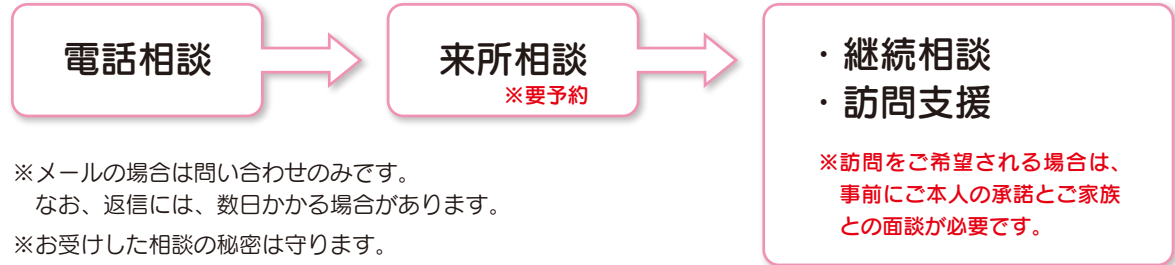 電話相談
来所相談
※要予約
・継続相談
・訪問支援
※訪問をご希望される場合は、
事前にご本人の承諾とご家族
との面談が必要です。
※メールの場合は問い合わせのみです。
なお、返信には、数日かかる場合があります。
※お受けした相談の秘密は守ります。